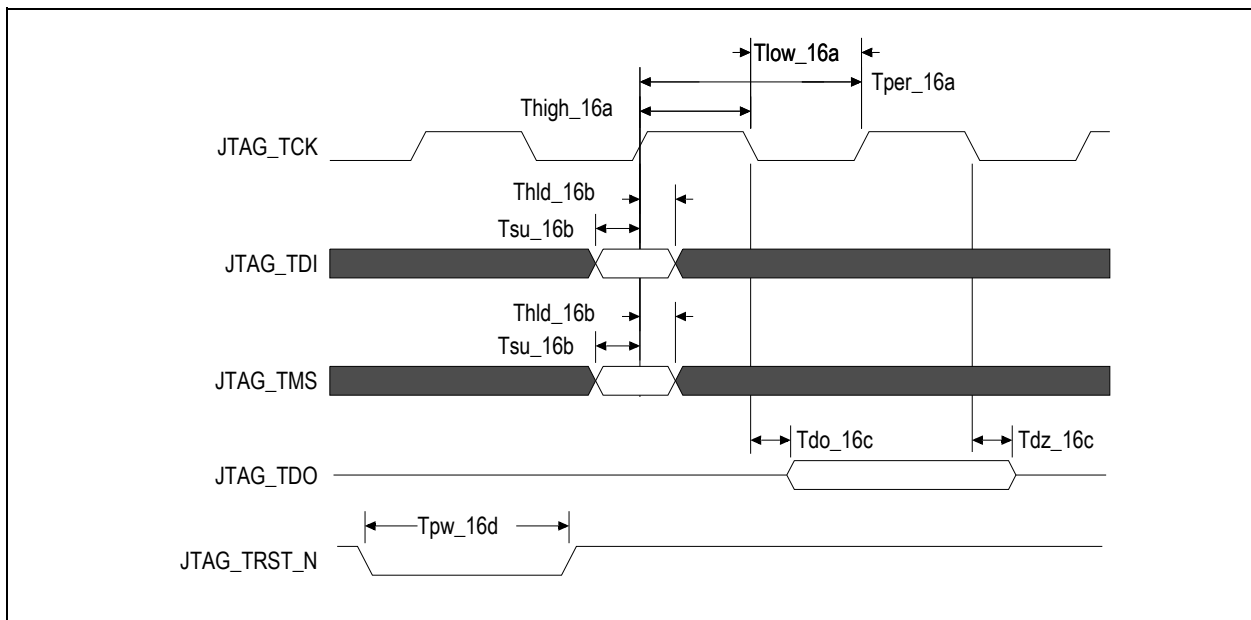 Tlow_16a
Tper_16a
Thigh_16a
JTAG_TCK
Thld_16b
Tsu_16b
JTAG_TDI
Thld_16b
Tsu_16b
JTAG_TMS
Tdo_16c
Tdz_16c
JTAG_TDO
Tpw_16d
JTAG_TRST_N